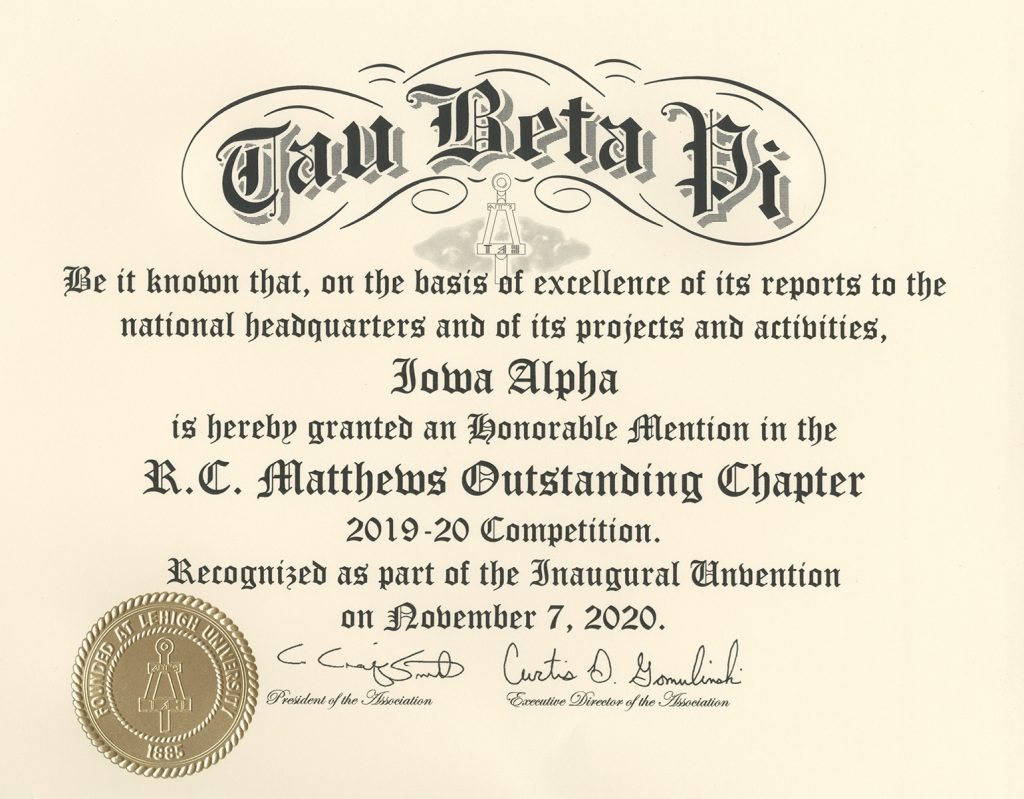 Tau Beta Pi
Be it known that, on the basis of excellence of its reports to the
national headquarters and of its projects and activities,
Iowa Alpha
is hereby granted an Honorable Mention in the
R.C. Matthews Outstanding Chapter
2019-20 Competition.
Recognized as part of the Inaugural Unvention
on November 7, 2020.
C. Craig Smith
Curtis D. Gomulinski
President of the Association
Executive Director of the Association
FOUNDED AT LEHIGH UNIVERSITY
1885